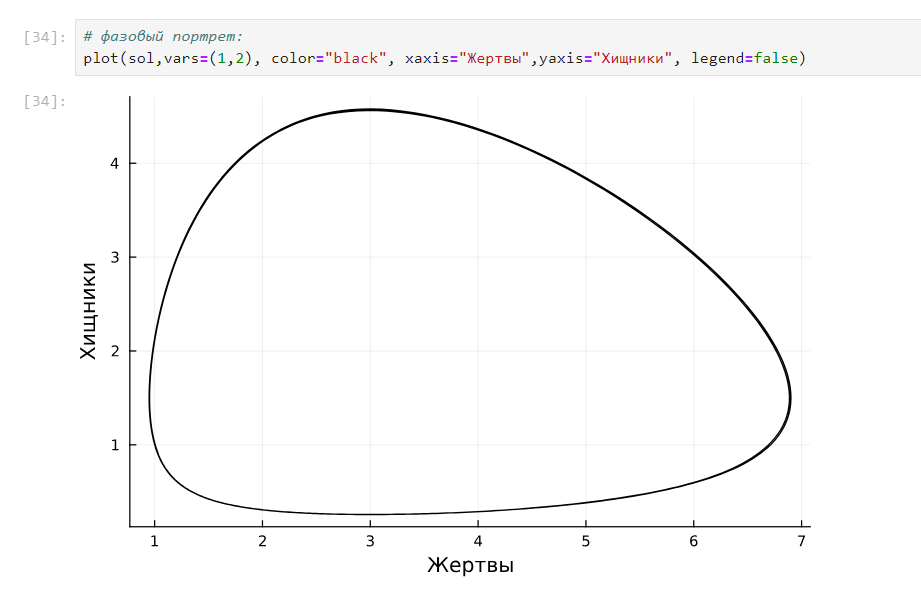 [34]:
# фазовый портрет:
plot(sol,vars=(1,2), color="black", xaxis="Жертвы",yaxis="Хищники", legend=false)
[34]:
4
3
2
1
Хищники
1 2 3 4 5 6 7
Жертвы